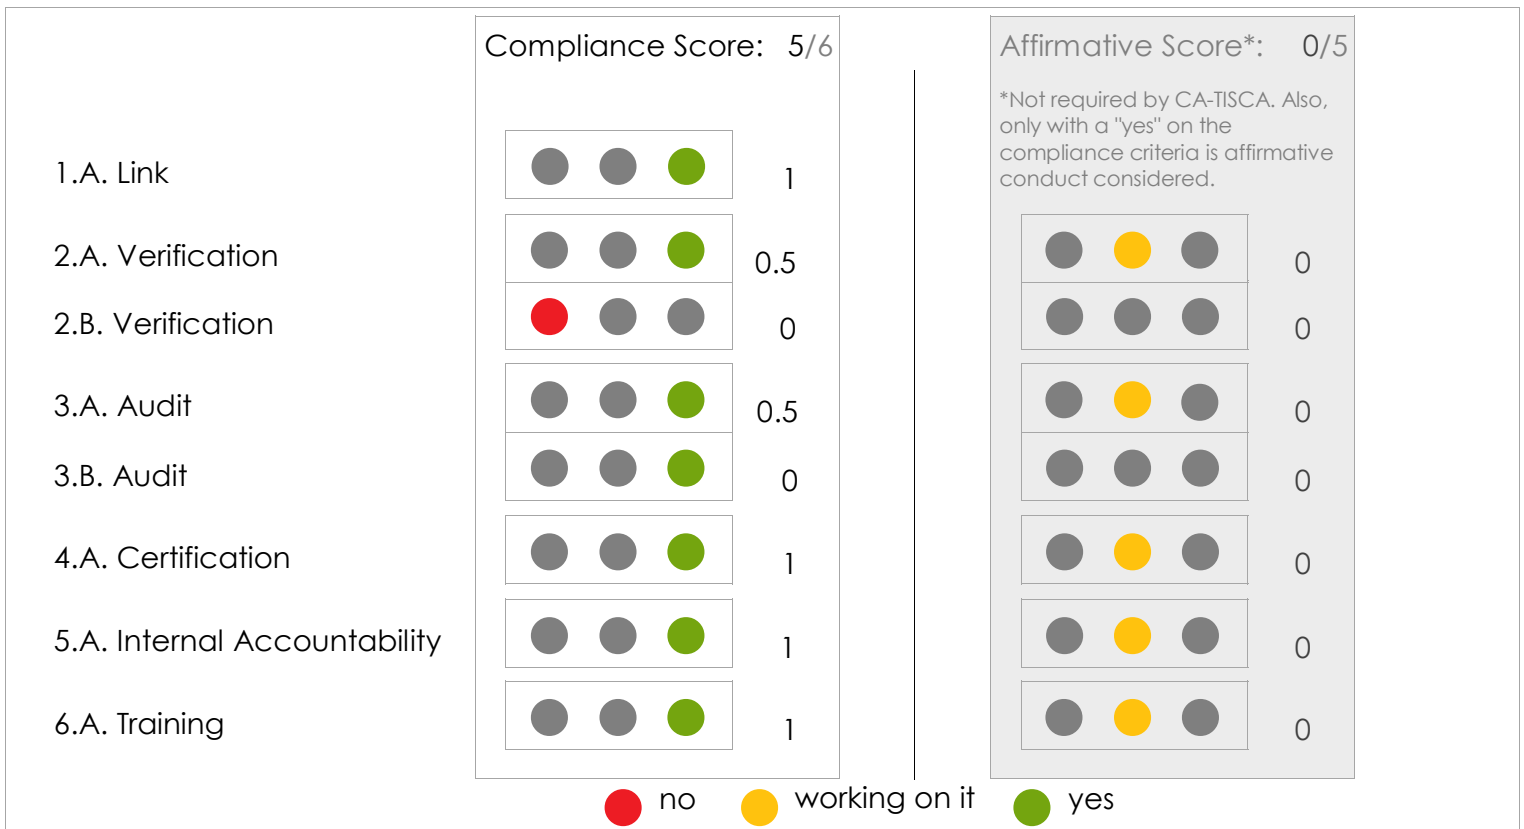 Compliance Score: 5/6
Affirmative Score*: 0/5
*Not required by CA-TISCA. Also,
only with a "yes" on the
compliance criteria is affirmative
conduct considered.
1.A. Link 1
2.A. Verification 0.5 0
2.B. Verification 0 0
3.A. Audit 0.5 0
3.B. Audit 0 0
4.A. Certification 1 0
5.A. Internal Accountability 1 0
6.A. Training 1 0
no working on it yes